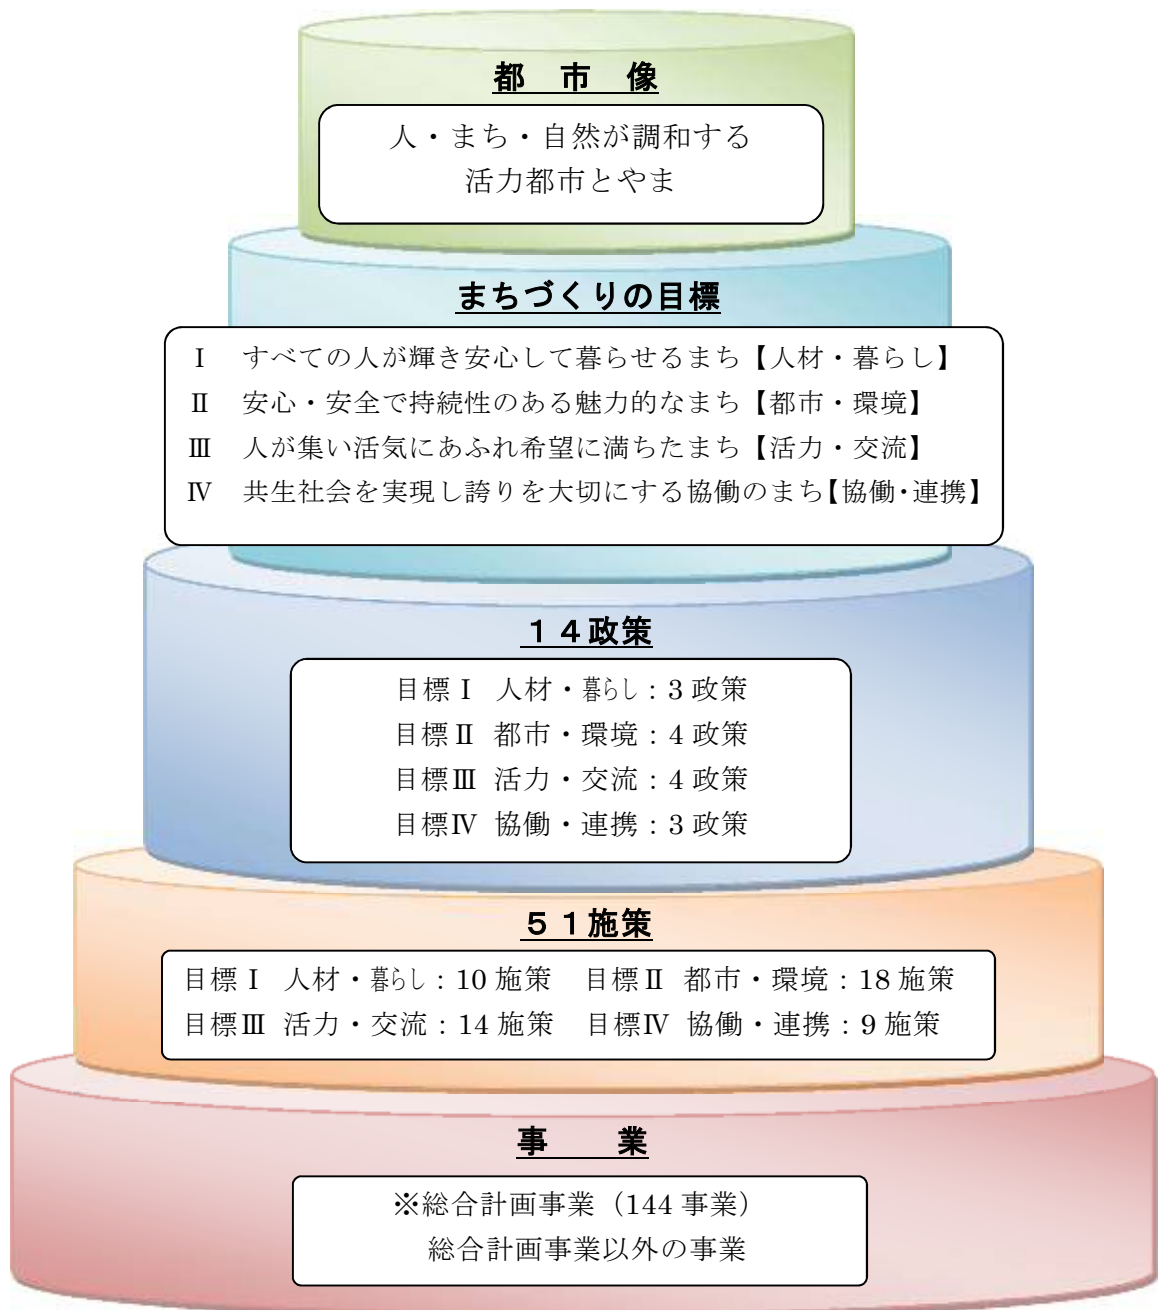 都 市 像
人・まち・自然が調和する
活力都市とやま
まちづくりの目標
Ⅰ すべての人が輝き安心して暮らせるまち【人材・暮らし】
Ⅱ 安心・安全で持続性のある魅力的なまち【都市・環境】
Ⅲ 人が集い活気にあふれ希望に満ちたまち【活力・交流】
Ⅳ 共生社会を実現し誇りを大切にする協働のまち【協働・連携】
１４政策
目標Ⅰ 人材・暮らし：3 政策
目標Ⅱ 都市・環境：4 政策
目標Ⅲ 活力・交流：4 政策
目標Ⅳ 協働・連携：3 政策
５１施策
目標Ⅰ 人材・暮らし：10 施策 目標Ⅱ 都市・環境：18 施策
目標Ⅲ 活力・交流：14 施策 目標Ⅳ 協働・連携：9 施策
事 業
※総合計画事業（144 事業）
総合計画事業以外の事業